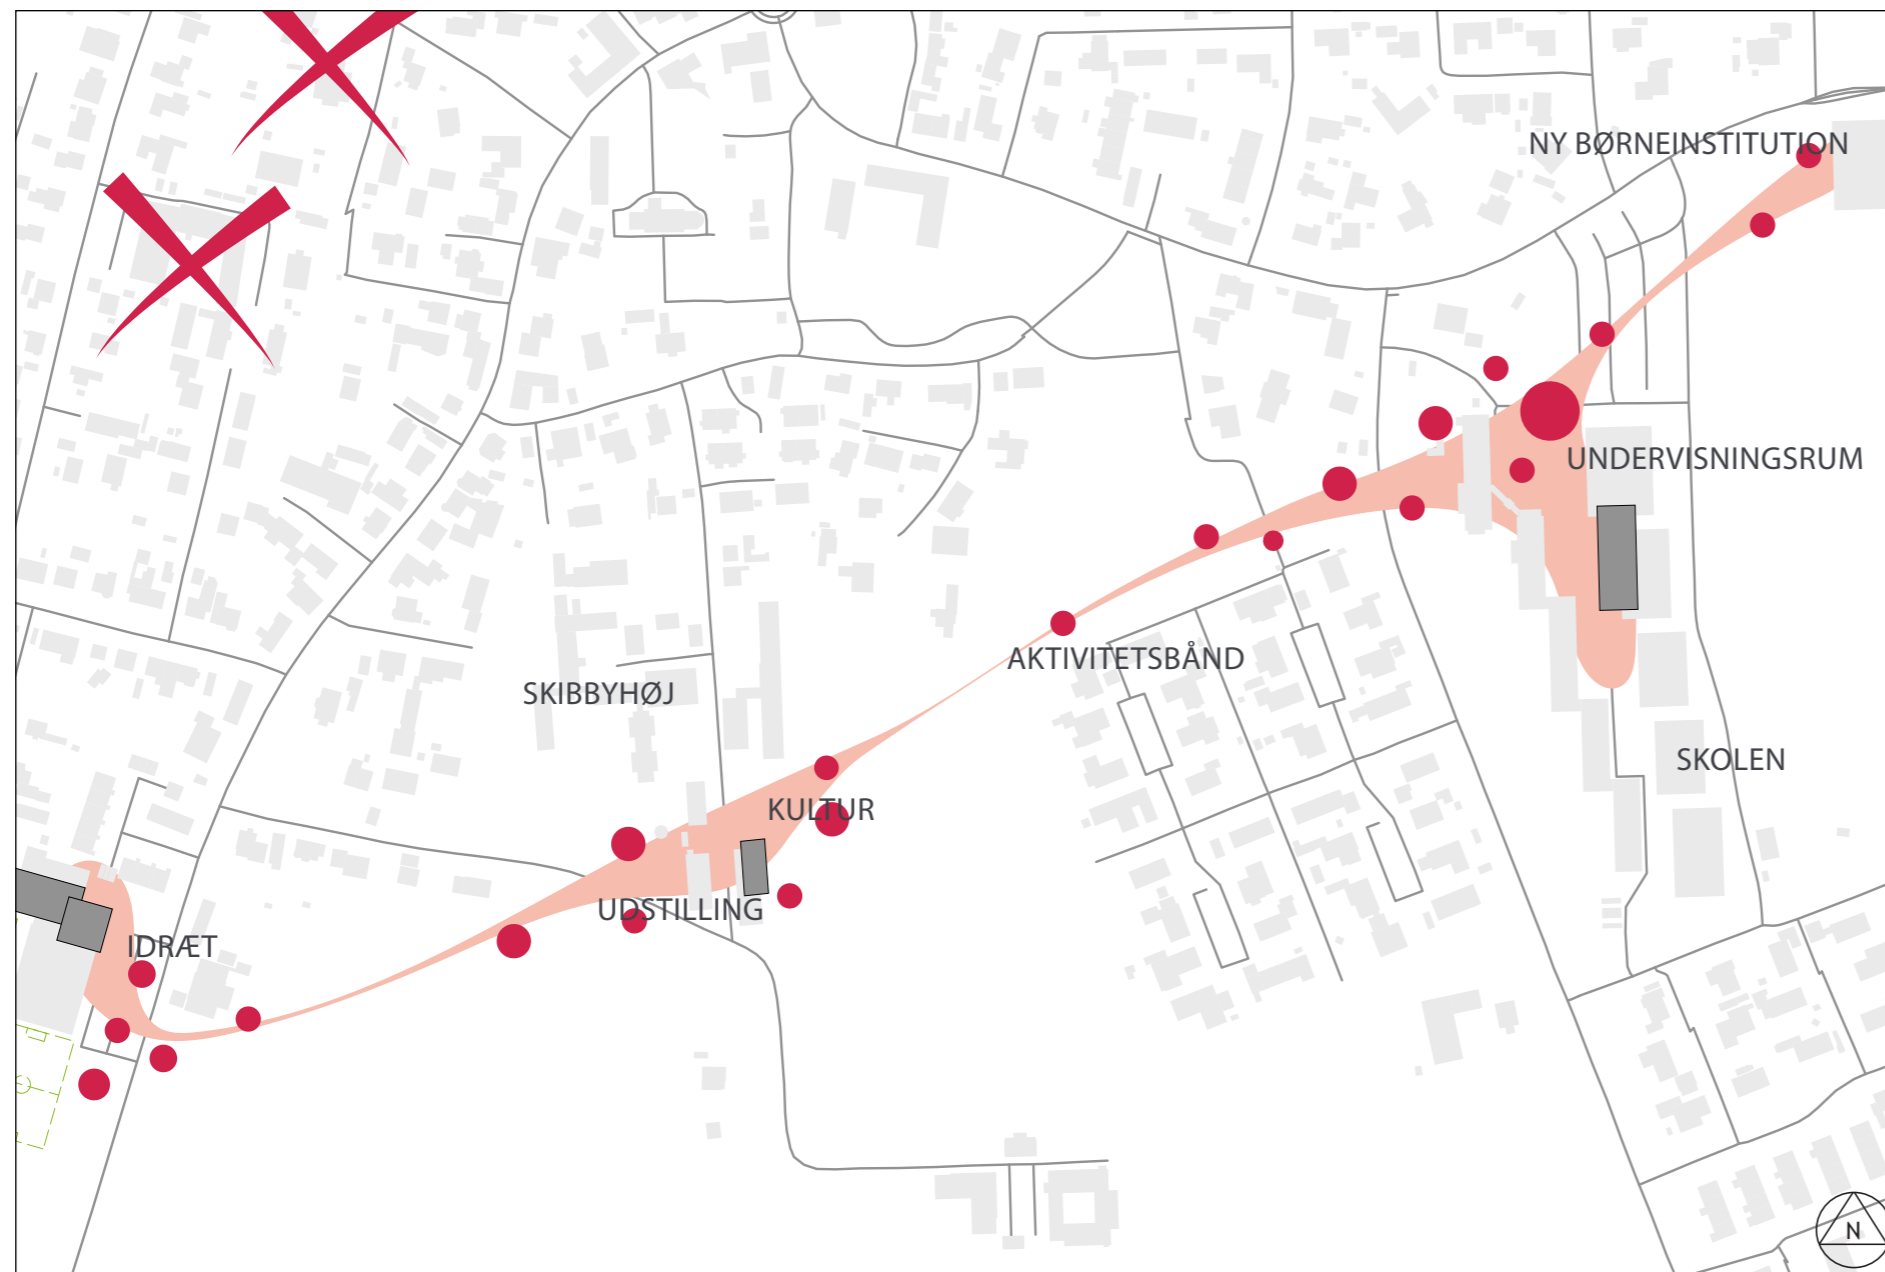 NY BØRNEINSTITUTION
UNDERVISNINGSRUM
AKTIVITETSBÅND
SKIBBYHØJ
SKOLEN
KULTUR
UDSTILLING
IDRÆT
N